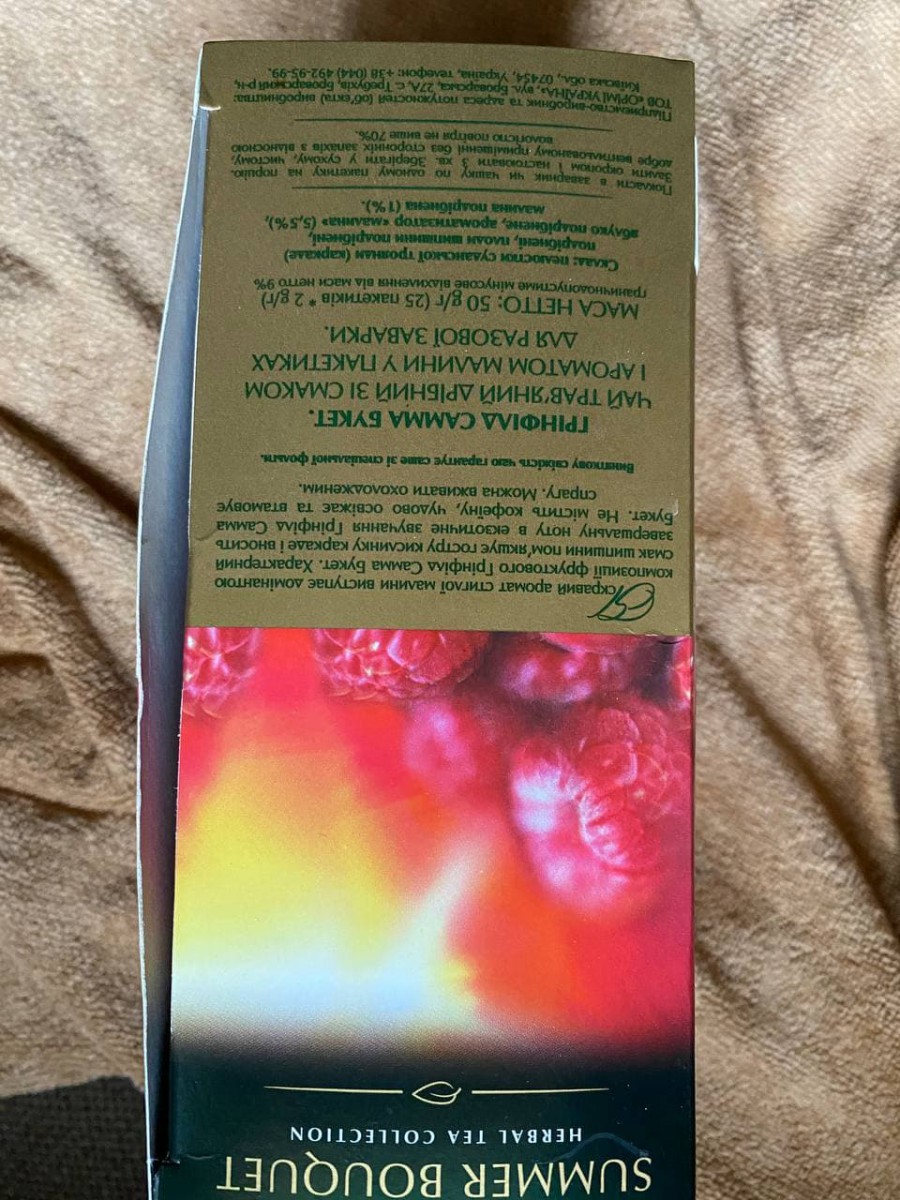 SUMMER BOUQUET
HERBAL TEA COLLECTION
Яскравий аромат стиглої малини виступає домінантою
композиції фруктового Грінфілд Самма Букет. Характерний
смак шипшини пом'якшує гостру кислинку каркаде і вносить
завершальну ноту в екзотичне звучання Грінфілд Самма
Букет. Не містить кофеїну, чудово освіжає та втамовує
спрагу. Можна вживати охолодженим.
Виняткову свіжість чаю гарантує саше зі спеціальної фольги.
ГРІНФІЛД САММА БУКЕТ.
ЧАЙ ТРАВ'ЯНИЙ ДРІБНИЙ ЗІ СМАКОМ
І АРОМАТОМ МАЛИНИ У ПАКЕТИКАХ
ДЛЯ РАЗОВОЇ ЗАВАРКИ.
МАСА НЕТТО: 50 g/г (25 пакетиків * 2 g/г)
граничнодопустиме мінусове відхилення від маси нетто 9%
Склад: пелюстки суданської троянди (каркаде)
подрібнені, плоди шипшини подрібнені,
яблуко подрібнене, ароматизатор «малина» (5,5%),
малина подрібнена (1%).
Покласти в заварник чи чашку по одному пакетику на порцію.
Залити окропом і настоювати 5 хв. Зберігати у сухому, чистому,
добре вентильованому приміщенні без сторонніх запахів з відносною
вологістю повітря не вище 70%.
Підприємство-виробник та адреса потужностей (об'єкта) виробництва:
ТОВ «ОРІМІ УКРАЇНА», вул. Броварська, 27А, с. Требухів, Броварський р-н,
Київська обл., 07454, Україна, телефон: +38 (044) 492-95-99.